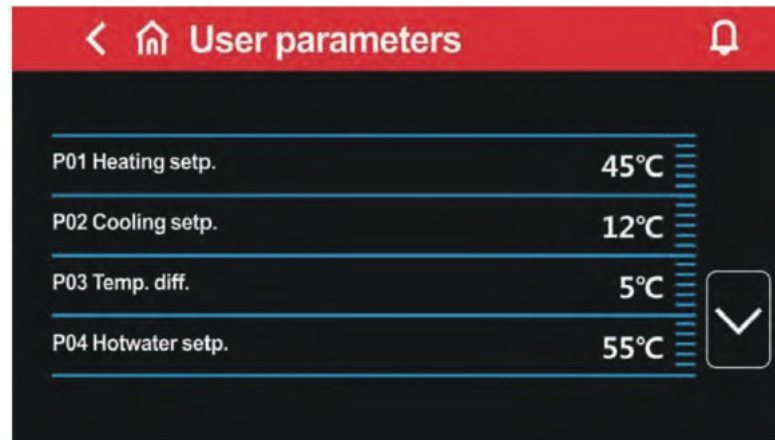 User parameters
P01 Heating setp. 45℃
P02 Cooling setp. 12℃
P03 Temp. diff. 5℃
P04 Hotwater setp. 55℃